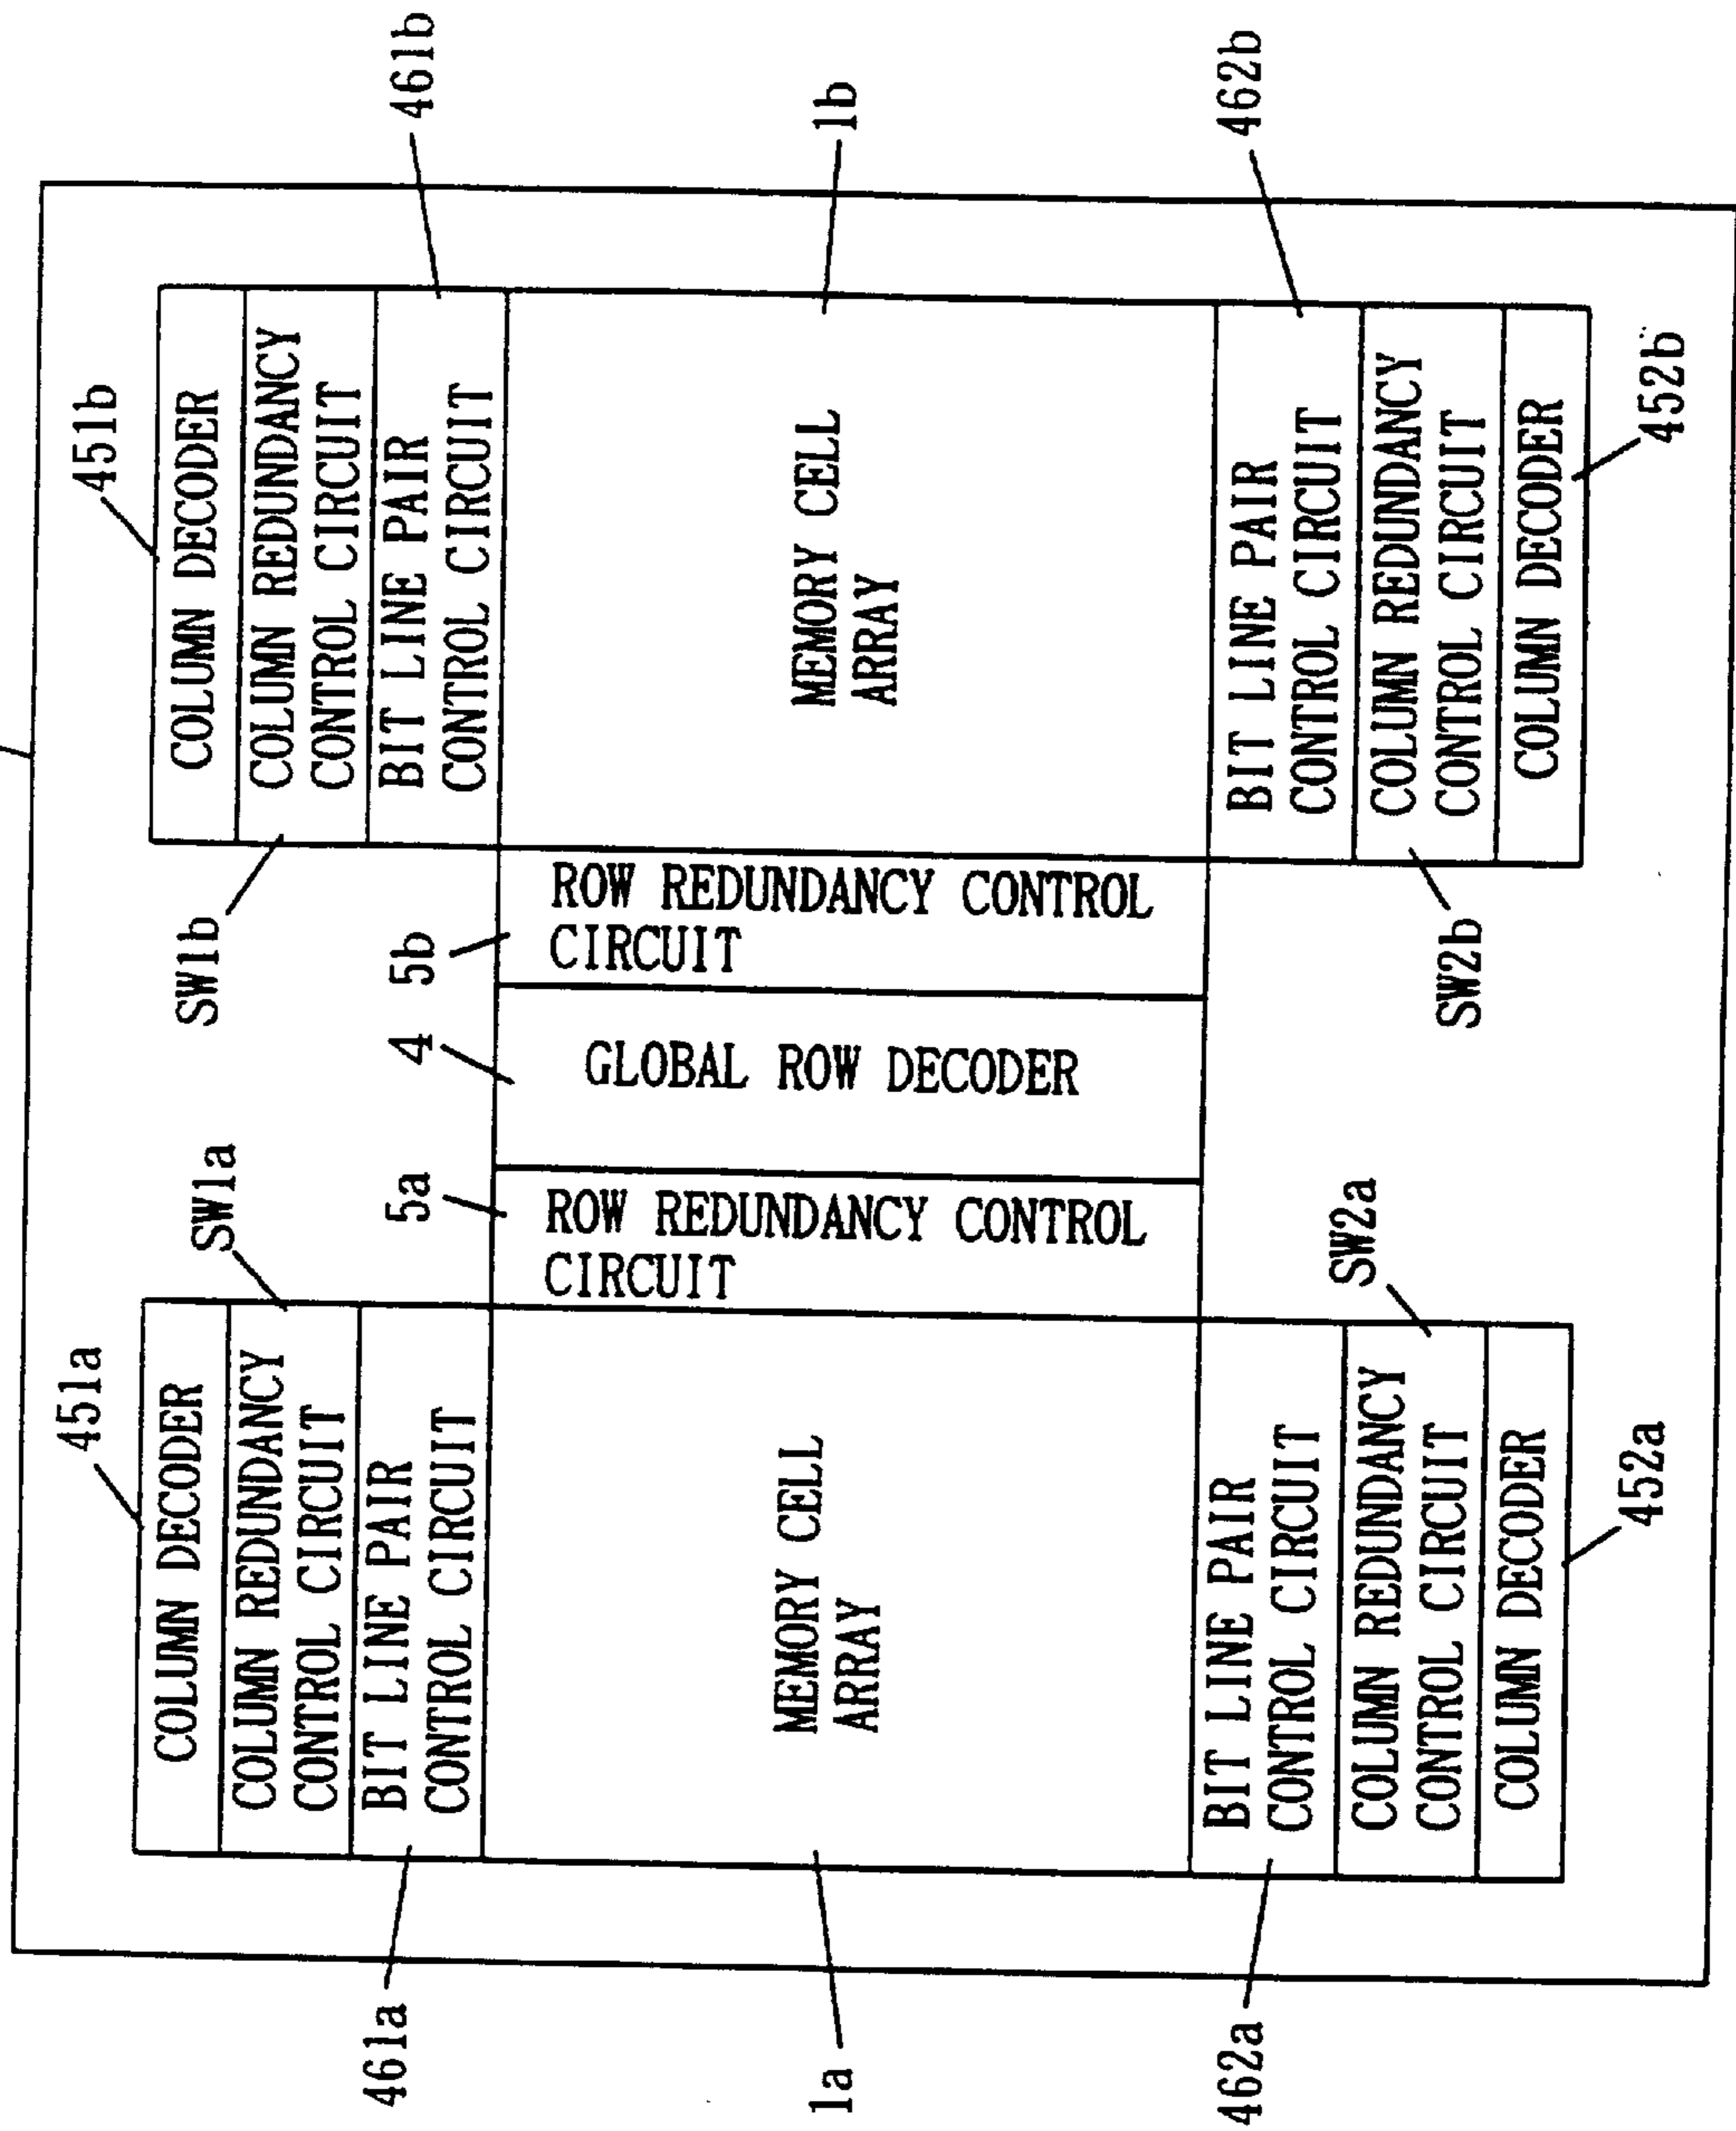 451a
451b
COLUMN DECODER
COLUMN DECODER
SW1a
SW1b
COLUMN REDUNDANCY
CONTROL CIRCUIT
COLUMN REDUNDANCY
CONTROL CIRCUIT
461a
BIT LINE PAIR
CONTROL CIRCUIT
BIT LINE PAIR
CONTROL CIRCUIT
461b
5a
4
5b
1a
MEMORY CELL
ARRAY
ROW REDUNDANCY CONTROL
CIRCUIT
GLOBAL ROW DECODER
ROW REDUNDANCY CONTROL
CIRCUIT
MEMORY CELL
ARRAY
1b
462a
BIT LINE PAIR
CONTROL CIRCUIT
BIT LINE PAIR
CONTROL CIRCUIT
462b
COLUMN REDUNDANCY
CONTROL CIRCUIT
SW2a
SW2b
COLUMN REDUNDANCY
CONTROL CIRCUIT
COLUMN DECODER
COLUMN DECODER
452a
452b